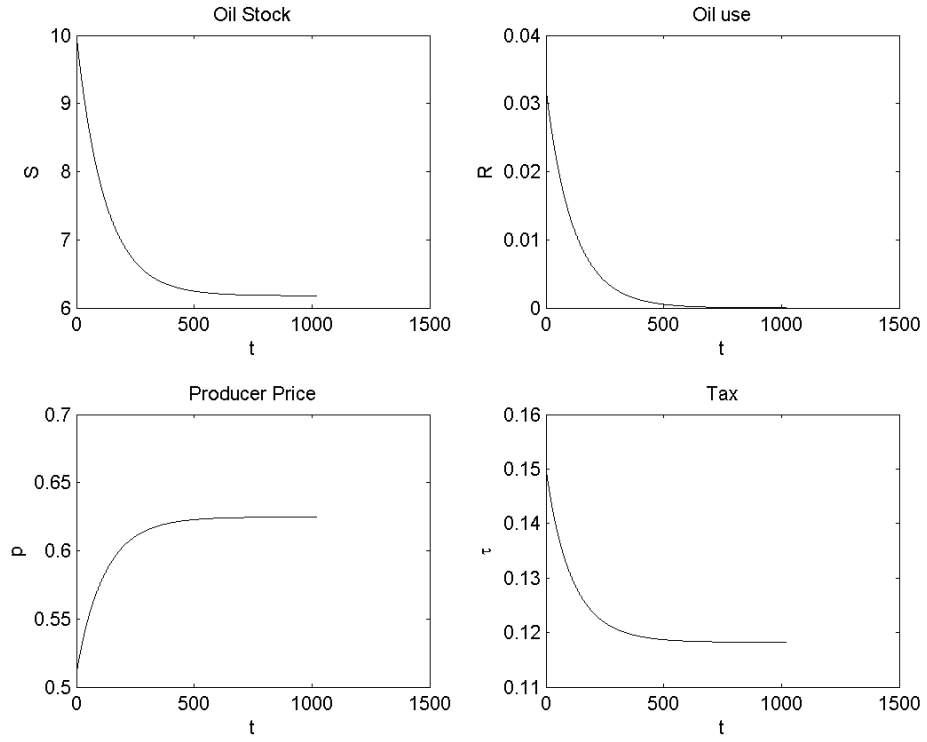 Oil Stock
10
9
8
7
6
S
0 500 1000 1500
t
Oil use
0.04
0.03
0.02
0.01
0
R
0 500 1000 1500
t
Producer Price
0.7
0.65
0.6
0.55
0.5
p
0 500 1000 1500
t
Tax
0.16
0.15
0.14
0.13
0.12
0.11
τ
0 500 1000 1500
t